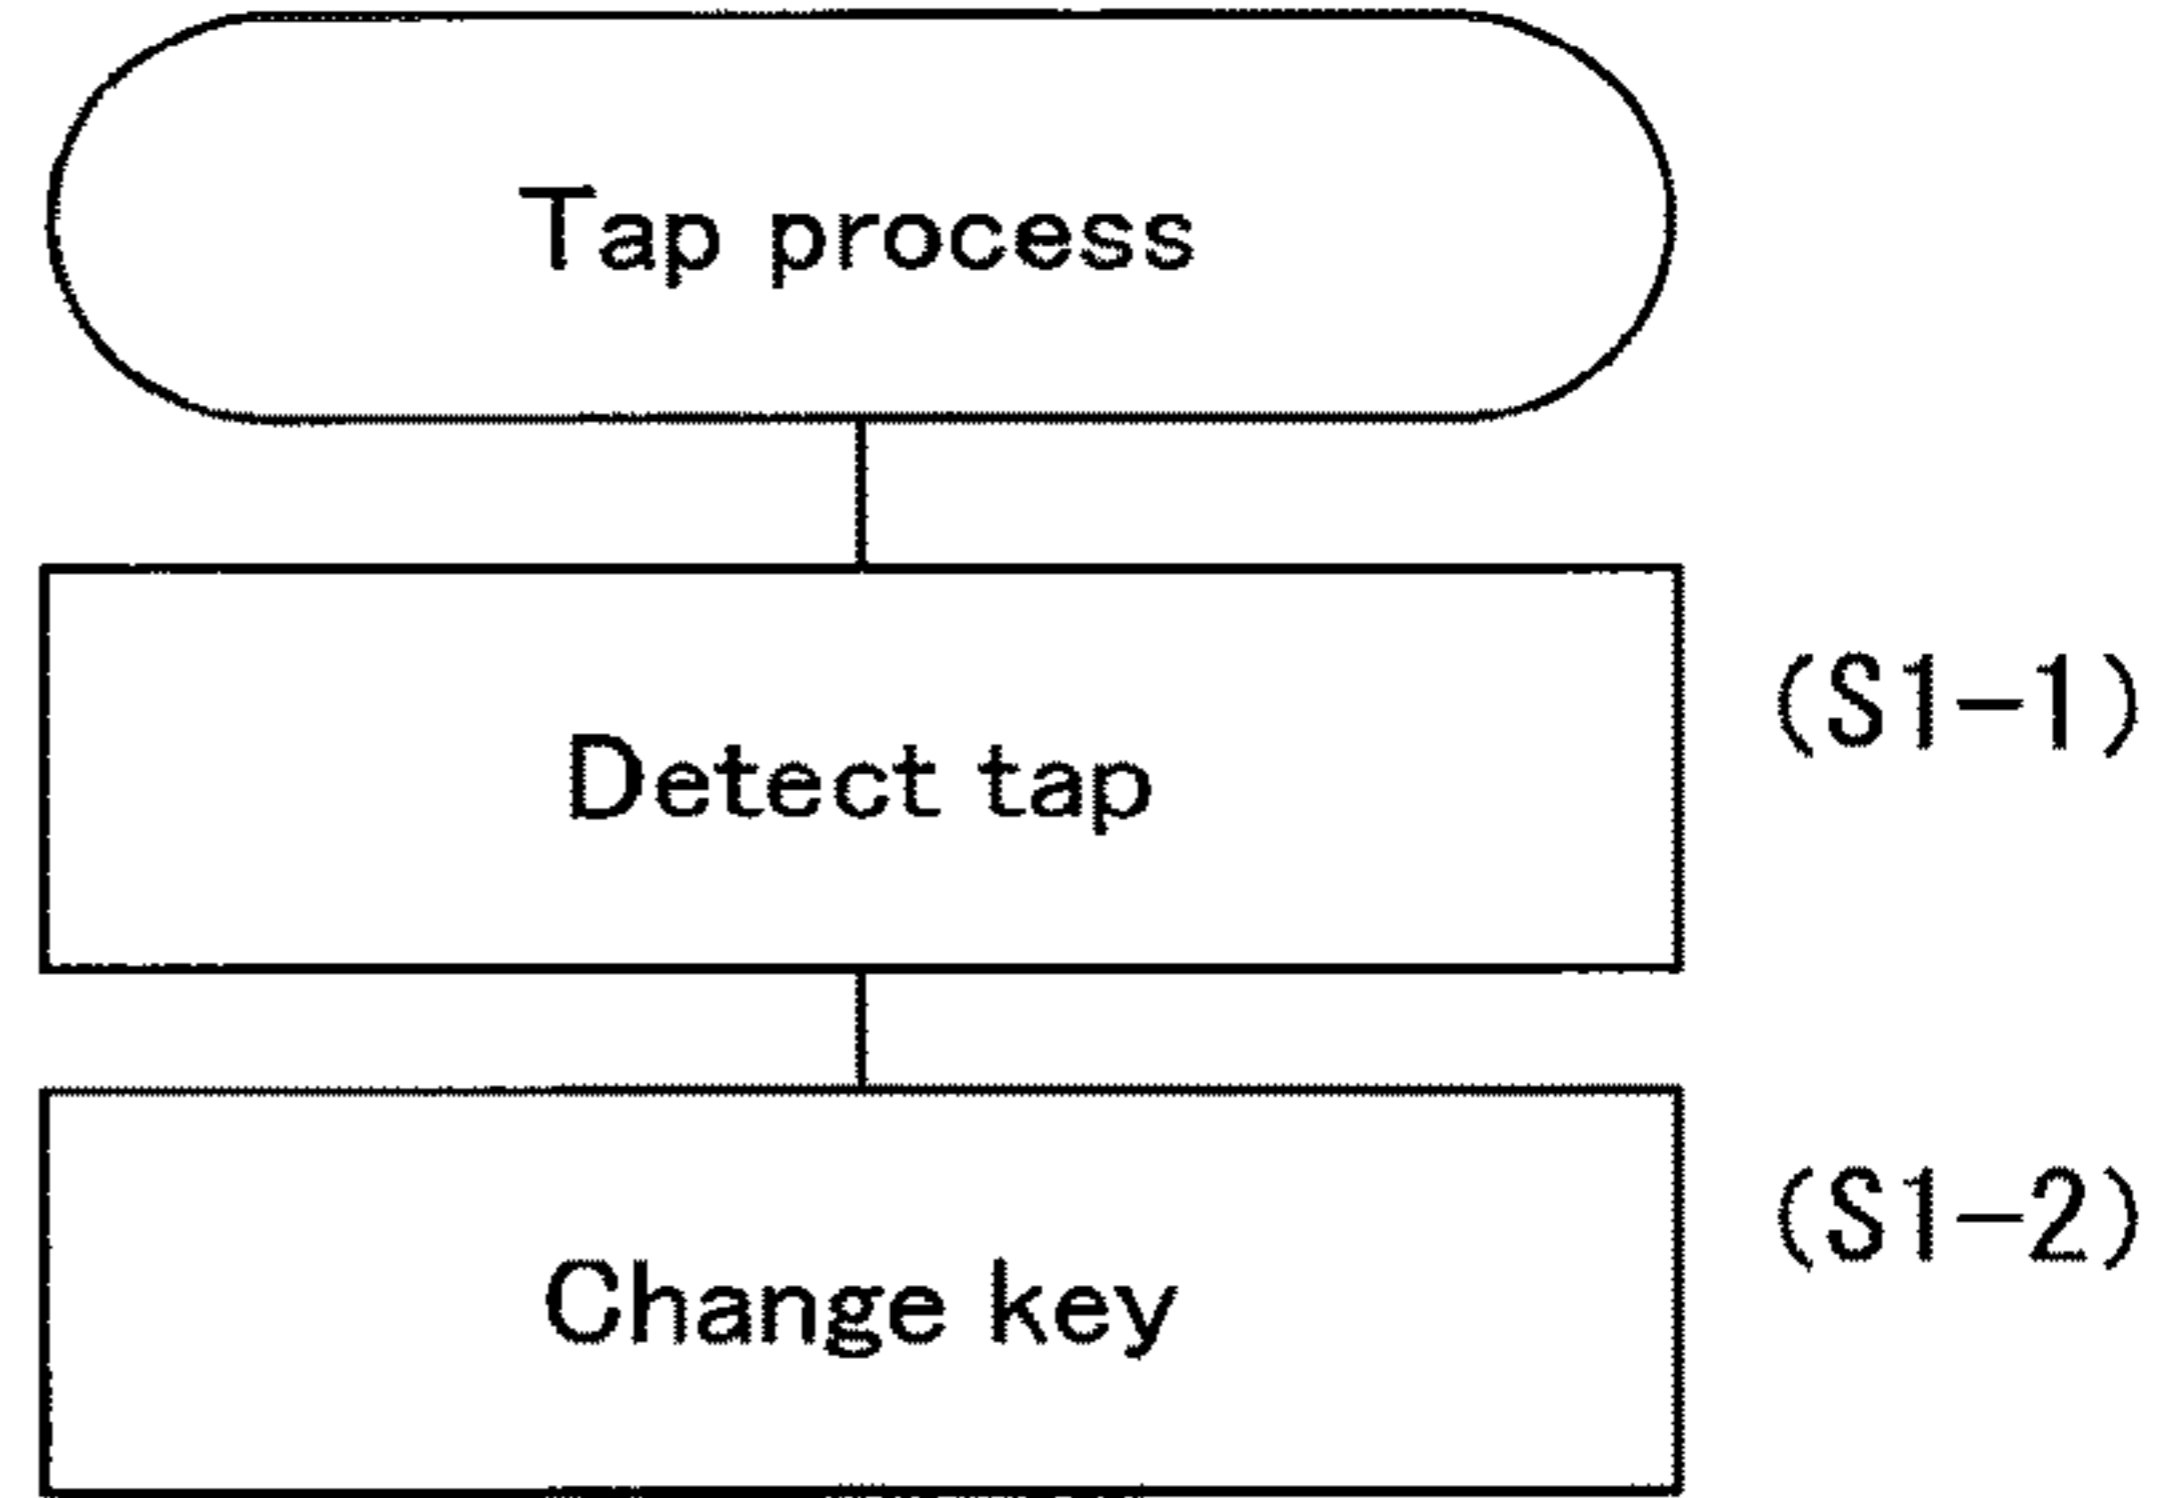 Tap process
(S1-1)
Detect tap
(S1-2)
Change key